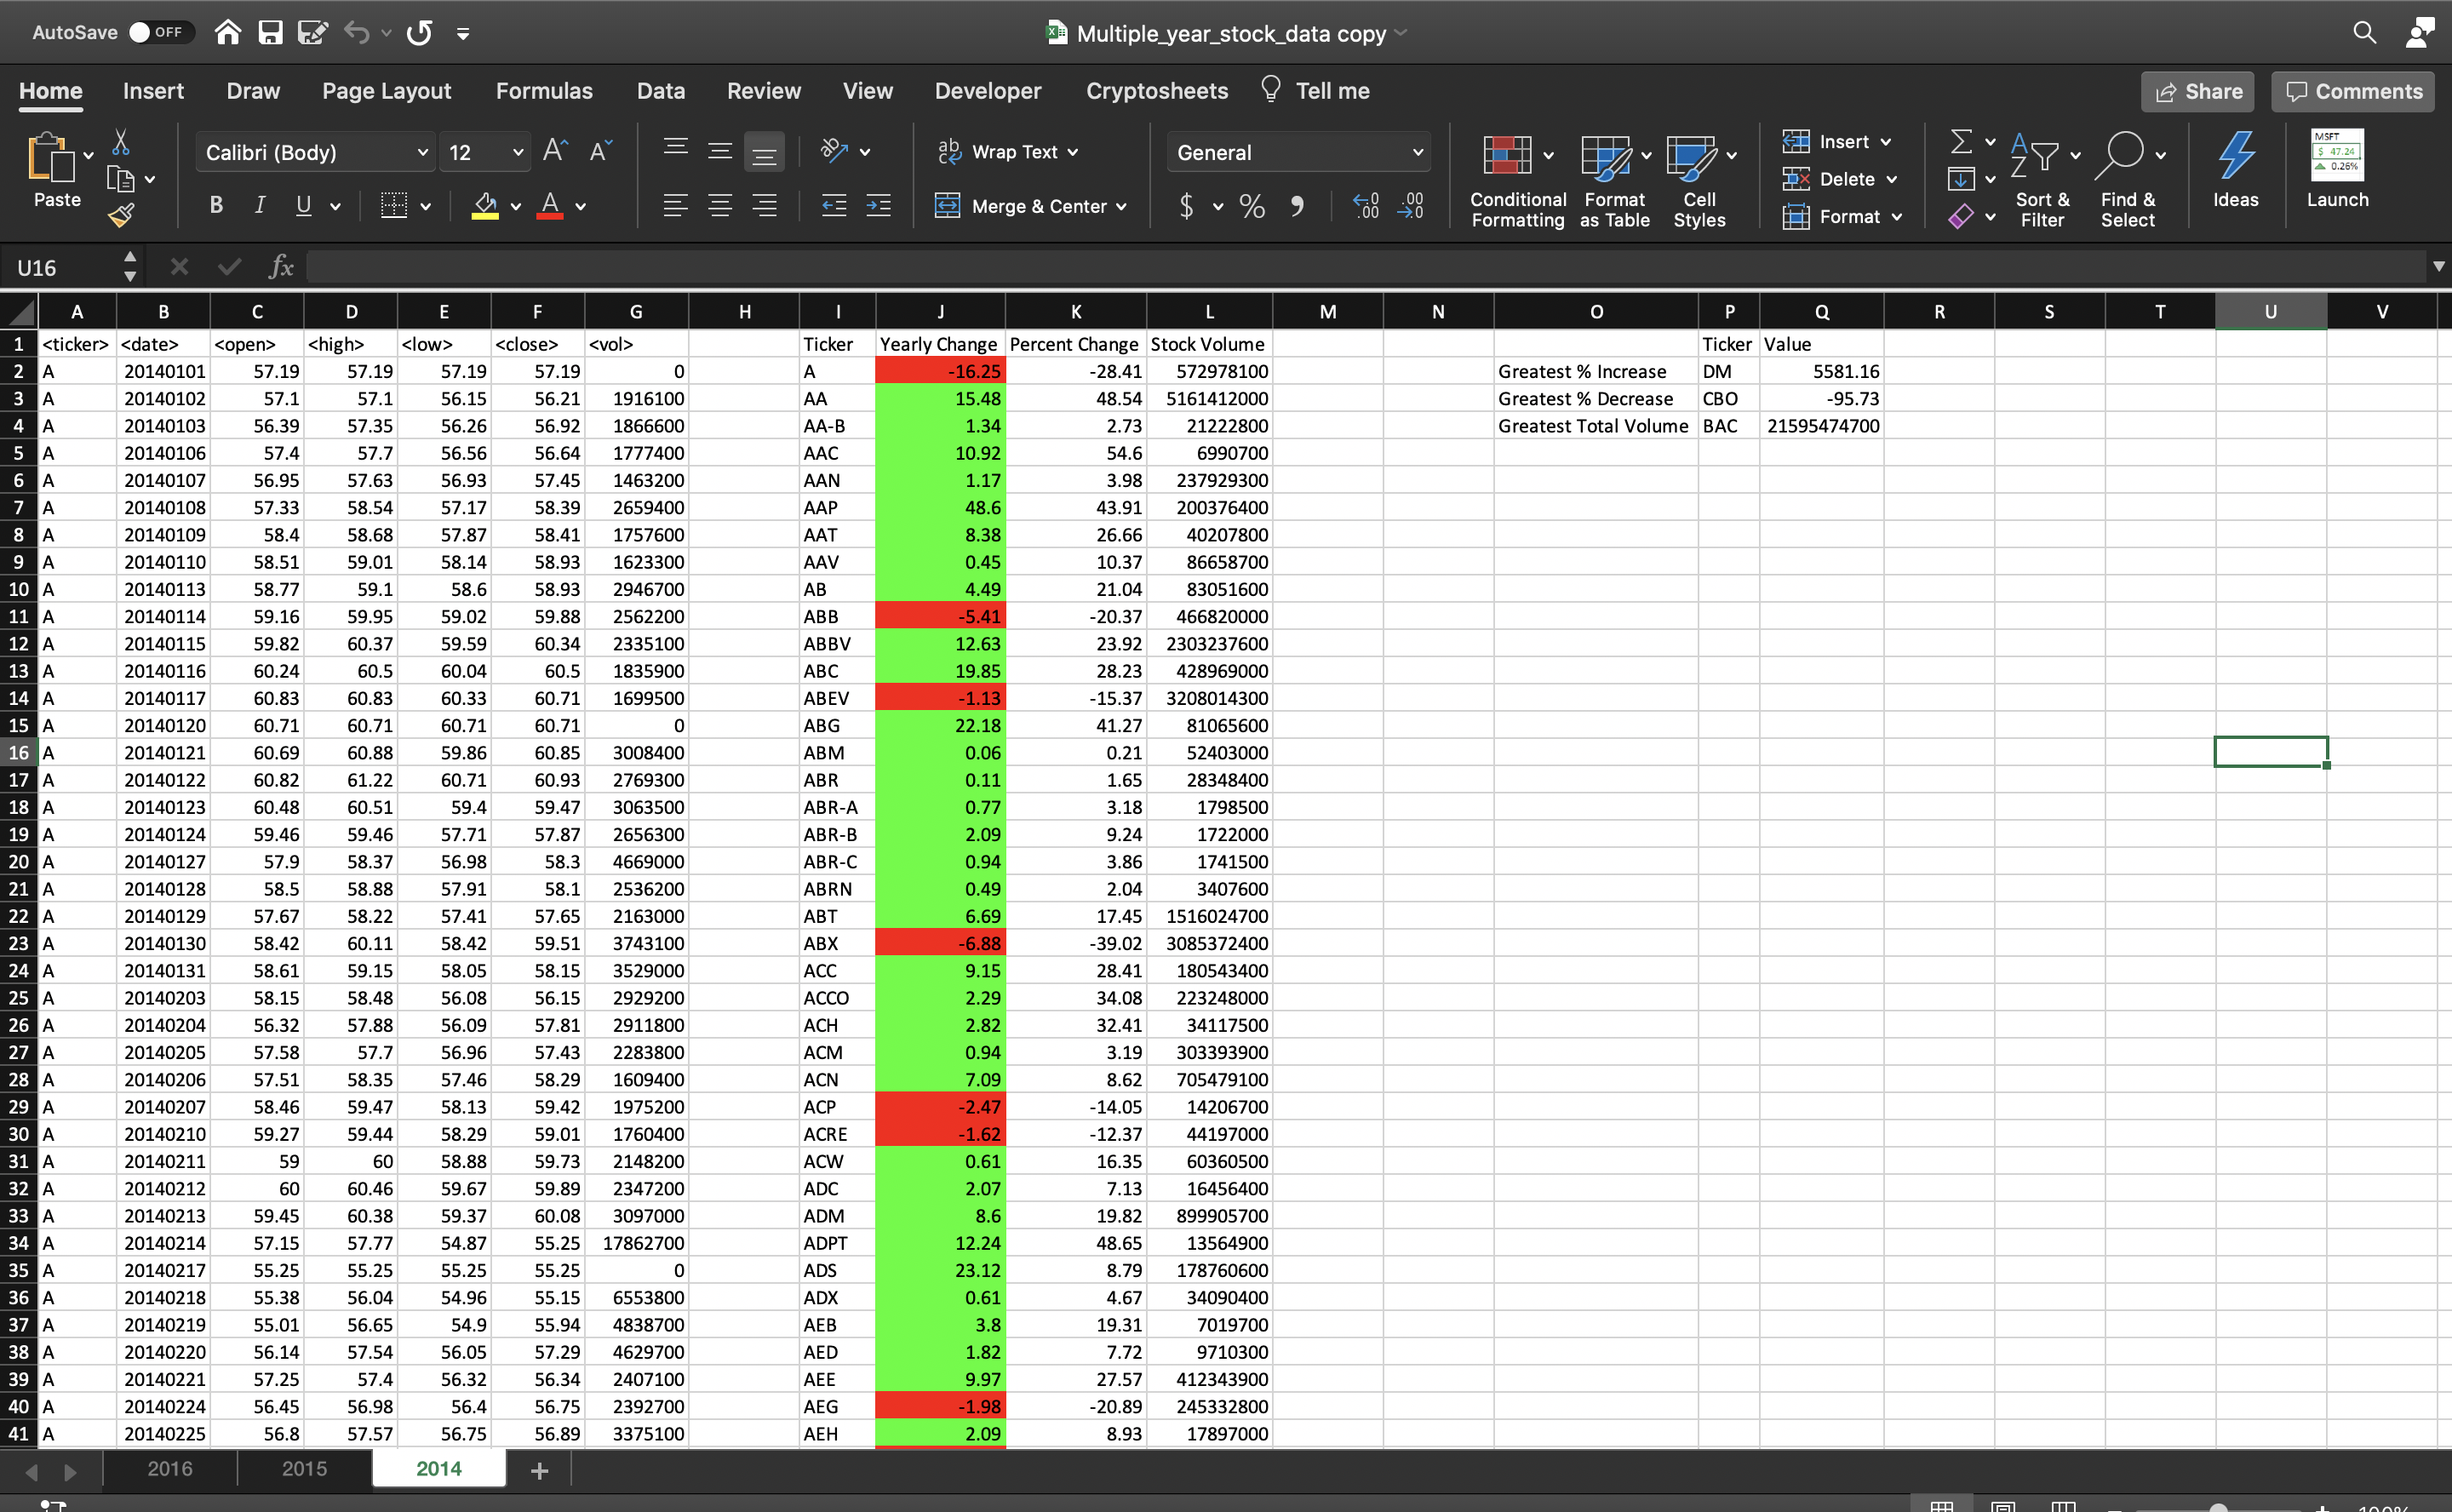 AutoSave OFF Multiple_year_stock_data copy
Home Insert Draw Page Layout Formulas Data Review View Developer Cryptosheets Tell me Share Comments
Paste Calibri (Body) 12 Wrap Text General Conditional Formatting Format as Table Cell Styles Insert Sort & Filter Find & Select Ideas MSFT $ 47.24 0.26% Launch
B I U Merge & Center $ % Delete
Format
U16 fx
A B C D E F G H I J K L M N O P Q R S T U V
1 <ticker> <date> <open> <high> <low> <close> <vol> Ticker Yearly Change Percent Change Stock Volume Ticker Value
2 A 20140101 57.19 57.19 57.19 57.19 0 A -16.25 -28.41 572978100 Greatest % Increase DM 5581.16
3 A 20140102 57.1 57.1 56.15 56.21 1916100 AA 15.48 48.54 5161412000 Greatest % Decrease CBO -95.73
4 A 20140103 56.39 57.35 56.26 56.92 1866600 AA-B 1.34 2.73 21222800 Greatest Total Volume BAC 21595474700
5 A 20140106 57.4 57.7 56.56 56.64 1777400 AAC 10.92 54.6 6990700
6 A 20140107 56.95 57.63 56.93 57.45 1463200 AAN 1.17 3.98 237929300
7 A 20140108 57.33 58.54 57.17 58.39 2659400 AAP 48.6 43.91 200376400
8 A 20140109 58.4 58.68 57.87 58.41 1757600 AAT 8.38 26.66 40207800
9 A 20140110 58.51 59.01 58.14 58.93 1623300 AAV 0.45 10.37 86658700
10 A 20140113 58.77 59.1 58.6 58.93 2946700 AB 4.49 21.04 83051600
11 A 20140114 59.16 59.95 59.02 59.88 2562200 ABB -5.41 -20.37 466820000
12 A 20140115 59.82 60.37 59.59 60.34 2335100 ABBV 12.63 23.92 2303237600
13 A 20140116 60.24 60.5 60.04 60.5 1835900 ABC 19.85 28.23 428969000
14 A 20140117 60.83 60.83 60.33 60.71 1699500 ABEV -1.13 -15.37 3208014300
15 A 20140120 60.71 60.71 60.71 60.71 0 ABG 22.18 41.27 81065600
16 A 20140121 60.69 60.88 59.86 60.85 3008400 ABM 0.06 0.21 52403000
17 A 20140122 60.82 61.22 60.71 60.93 2769300 ABR 0.11 1.65 28348400
18 A 20140123 60.48 60.51 59.4 59.47 3063500 ABR-A 0.77 3.18 1798500
19 A 20140124 59.46 59.46 57.71 57.87 2656300 ABR-B 2.09 9.24 1722000
20 A 20140127 57.9 58.37 56.98 58.3 4669000 ABR-C 0.94 3.86 1741500
21 A 20140128 58.5 58.88 57.91 58.1 2536200 ABRN 0.49 2.04 3407600
22 A 20140129 57.67 58.22 57.41 57.65 2163000 ABT 6.69 17.45 1516024700
23 A 20140130 58.42 60.11 58.42 59.51 3743100 ABX -6.88 -39.02 3085372400
24 A 20140131 58.61 59.15 58.05 58.15 3529000 ACC 9.15 28.41 180543400
25 A 20140203 58.15 58.48 56.08 56.15 2929200 ACCO 2.29 34.08 223248000
26 A 20140204 56.32 57.88 56.09 57.81 2911800 ACH 2.82 32.41 34117500
27 A 20140205 57.58 57.7 56.96 57.43 2283800 ACM 0.94 3.19 303393900
28 A 20140206 57.51 58.35 57.46 58.29 1609400 ACN 7.09 8.62 705479100
29 A 20140207 58.46 59.47 58.13 59.42 1975200 ACP -2.47 -14.05 14206700
30 A 20140210 59.27 59.44 58.29 59.01 1760400 ACRE -1.62 -12.37 44197000
31 A 20140211 59 60 58.88 59.73 2148200 ACW 0.61 16.35 60360500
32 A 20140212 60 60.46 59.67 59.89 2347200 ADC 2.07 7.13 16456400
33 A 20140213 59.45 60.38 59.37 60.08 3097000 ADM 8.6 19.82 899905700
34 A 20140214 57.15 57.77 54.87 55.25 17862700 ADPT 12.24 48.65 13564900
35 A 20140217 55.25 55.25 55.25 55.25 0 ADS 23.12 8.79 178760600
36 A 20140218 55.38 56.04 54.96 55.15 6553800 ADX 0.61 4.67 34090400
37 A 20140219 55.01 56.65 54.9 55.94 4838700 AEB 3.8 19.31 7019700
38 A 20140220 56.14 57.54 56.05 57.29 4629700 AED 1.82 7.72 9710300
39 A 20140221 57.25 57.4 56.32 56.34 2407100 AEE 9.97 27.57 412343900
40 A 20140224 56.45 56.98 56.4 56.75 2392700 AEG -1.98 -20.89 245332800
41 A 20140225 56.8 57.57 56.75 56.89 3375100 AEH 2.09 8.93 17897000
2016 2015 2014 +